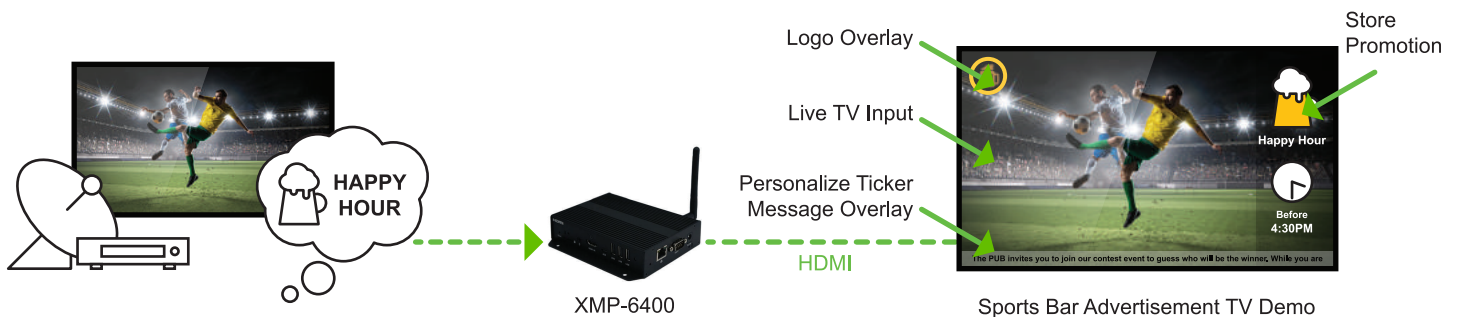 HAPPY
HOUR
XMP-6400
HDMI
Logo Overlay
Live TV Input
Personalize Ticker
Message Overlay
Store
Promotion
Happy Hour
Before
4:30PM
The PUB invites you to join our contest event to guess who will be the winner. While you are
Sports Bar Advertisement TV Demo